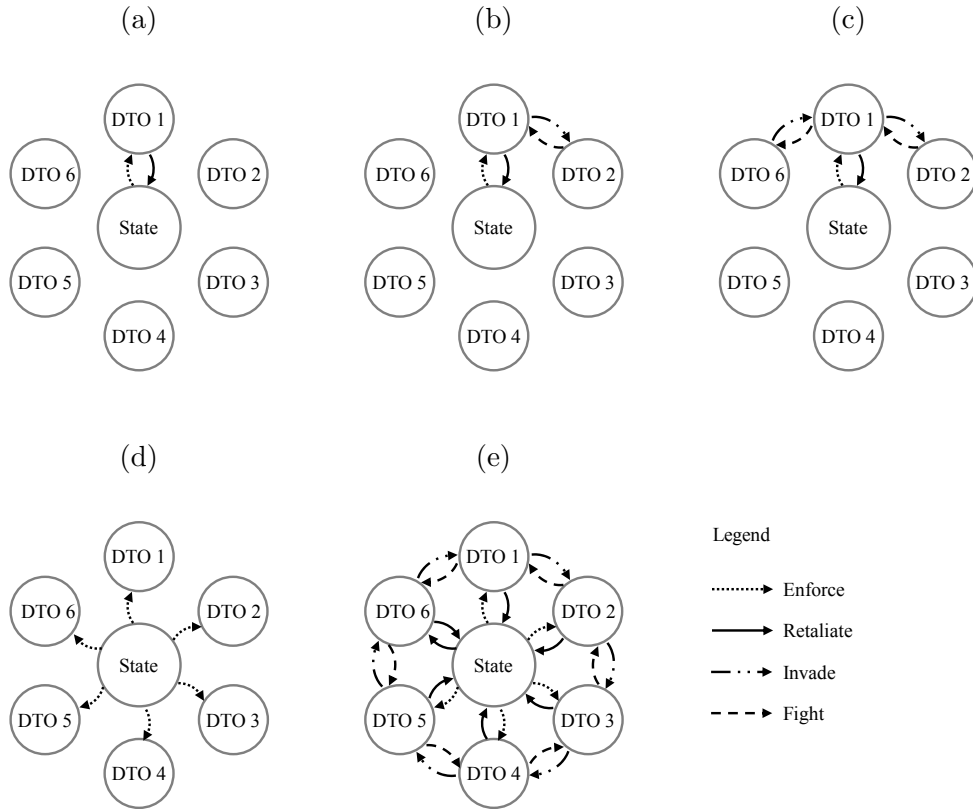 (a)
DTO 1
DTO 6
DTO 2
State
DTO 5
DTO 3
DTO 4
(b)
DTO 1
DTO 6
DTO 2
State
DTO 5
DTO 3
DTO 4
(c)
DTO 1
DTO 6
DTO 2
State
DTO 5
DTO 3
DTO 4
(d)
DTO 1
DTO 6
DTO 2
State
DTO 5
DTO 3
DTO 4
(e)
DTO 1
DTO 6
DTO 2
State
DTO 5
DTO 3
DTO 4
Legend
Enforce
Retaliate
Invade
Fight